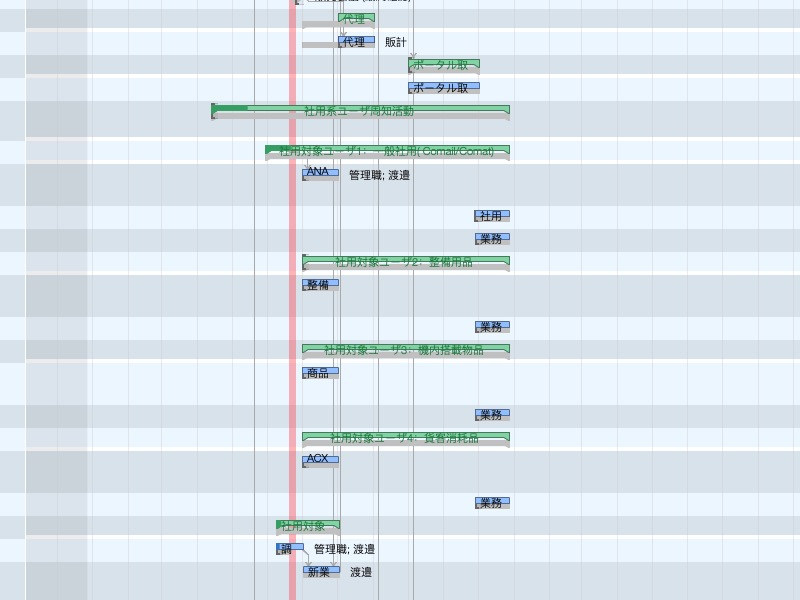 代理
代理 販計
ポータル取
ポータル取
社用系ユーザ周知活動
社用対象ユーザ1: 一般社用( Comail/Comat)
ANA 管理職; 渡邉
社用
業務
社用対象ユーザ2: 整備用品
整備
業務
社用対象ユーザ3: 機内搭載物品
商品
業務
社用対象ユーザ4: 貨客消耗品
ACX
業務
社用対象
調 管理職; 渡邉
新業 渡邉